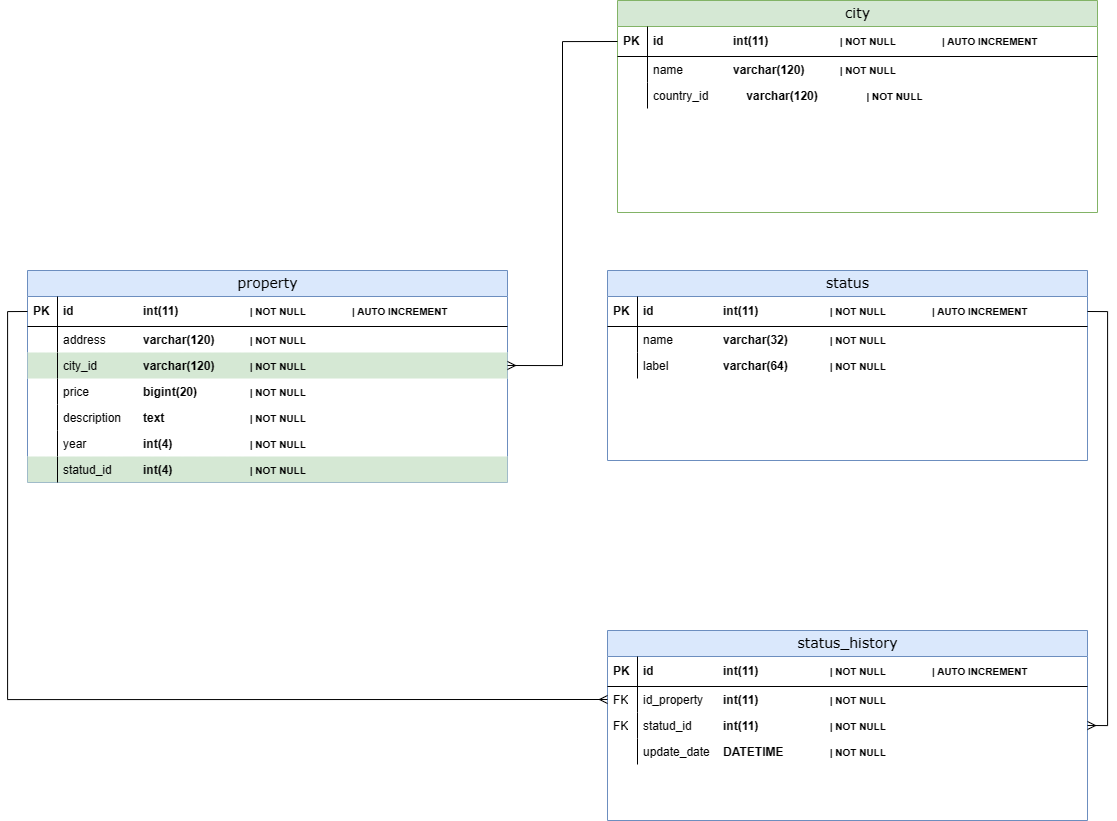 city
PK id int(11) | NOT NULL | AUTO INCREMENT
name varchar(120) | NOT NULL
country_id varchar(120) | NOT NULL
property
PK id int(11) | NOT NULL | AUTO INCREMENT
address varchar(120) | NOT NULL
city_id varchar(120) | NOT NULL
price bigint(20) | NOT NULL
description text | NOT NULL
year int(4) | NOT NULL
statud_id int(4) | NOT NULL
status
PK id int(11) | NOT NULL | AUTO INCREMENT
name varchar(32) | NOT NULL
label varchar(64) | NOT NULL
status_history
PK id int(11) | NOT NULL | AUTO INCREMENT
FK id_property int(11) | NOT NULL
FK statud_id int(11) | NOT NULL
update_date DATETIME | NOT NULL